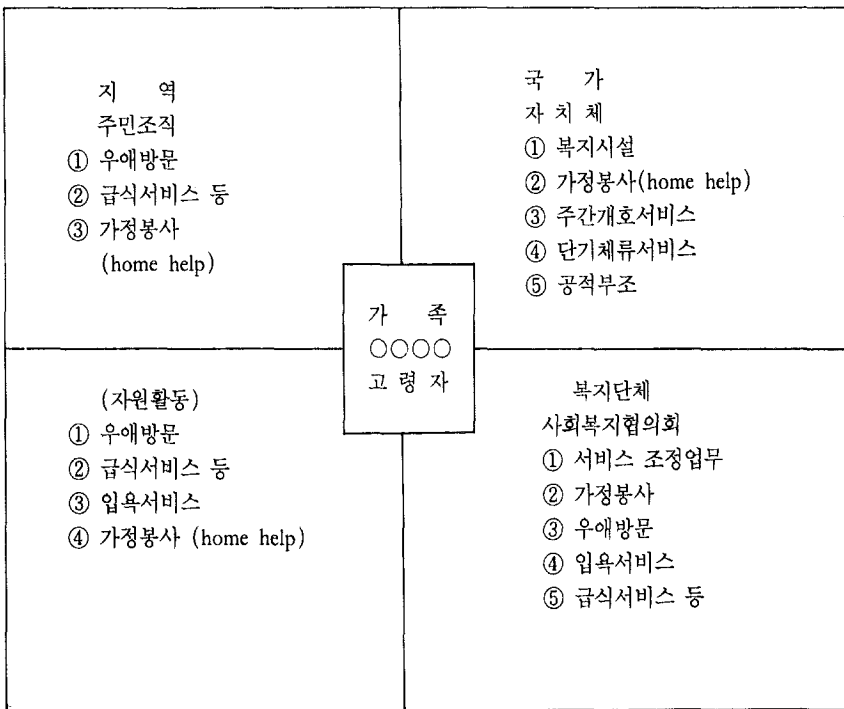 지 역
주민조직
① 우애방문
② 급식서비스 등
③ 가정봉사
(home help)
국 가
자 치 체
① 복지시설
② 가정봉사(home help)
③ 주간개호서비스
④ 단기체류서비스
⑤ 공적부조
가 족
○○○○
고 령 자
(자원활동)
① 우애방문
② 급식서비스 등
③ 입욕서비스
④ 가정봉사 (home help)
복지단체
사회복지협의회
① 서비스 조정업무
② 가정봉사
③ 우애방문
④ 입욕서비스
⑤ 급식서비스 등